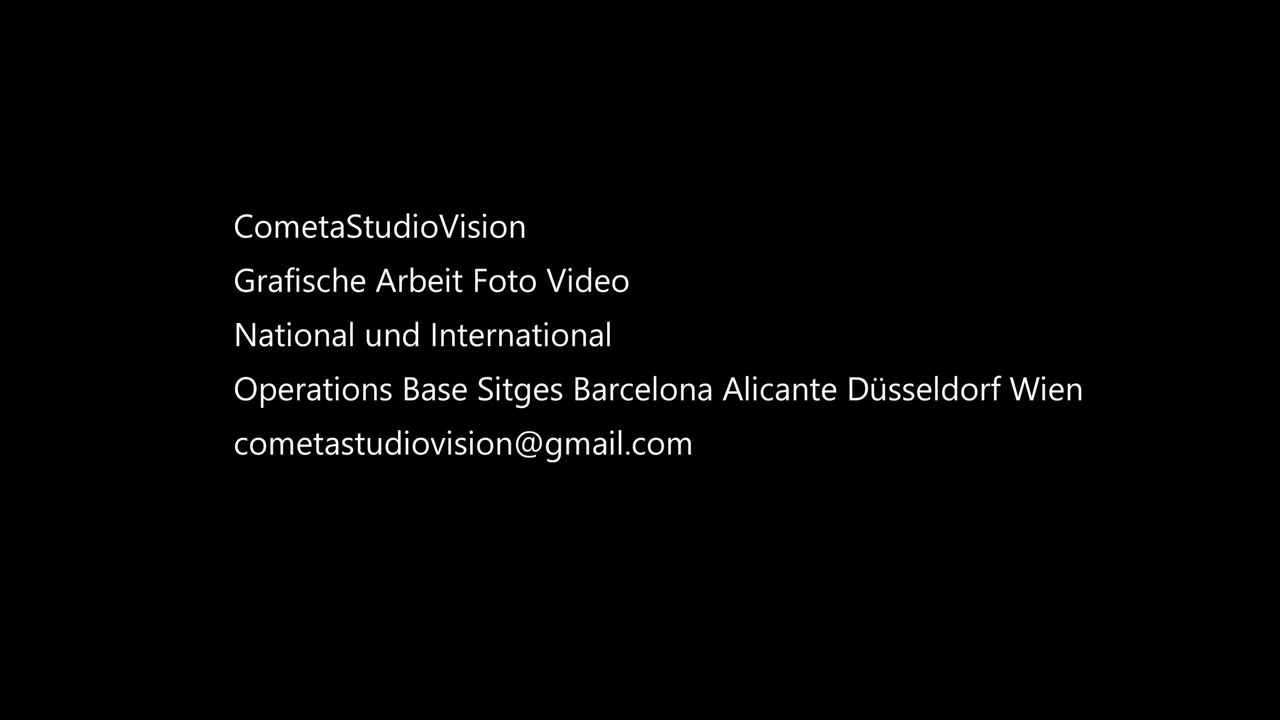 CometaStudioVision
Grafische Arbeit Foto Video
National und International
Operations Base Sitges Barcelona Alicante Düsseldorf Wien
cometastudiovision@gmail.com